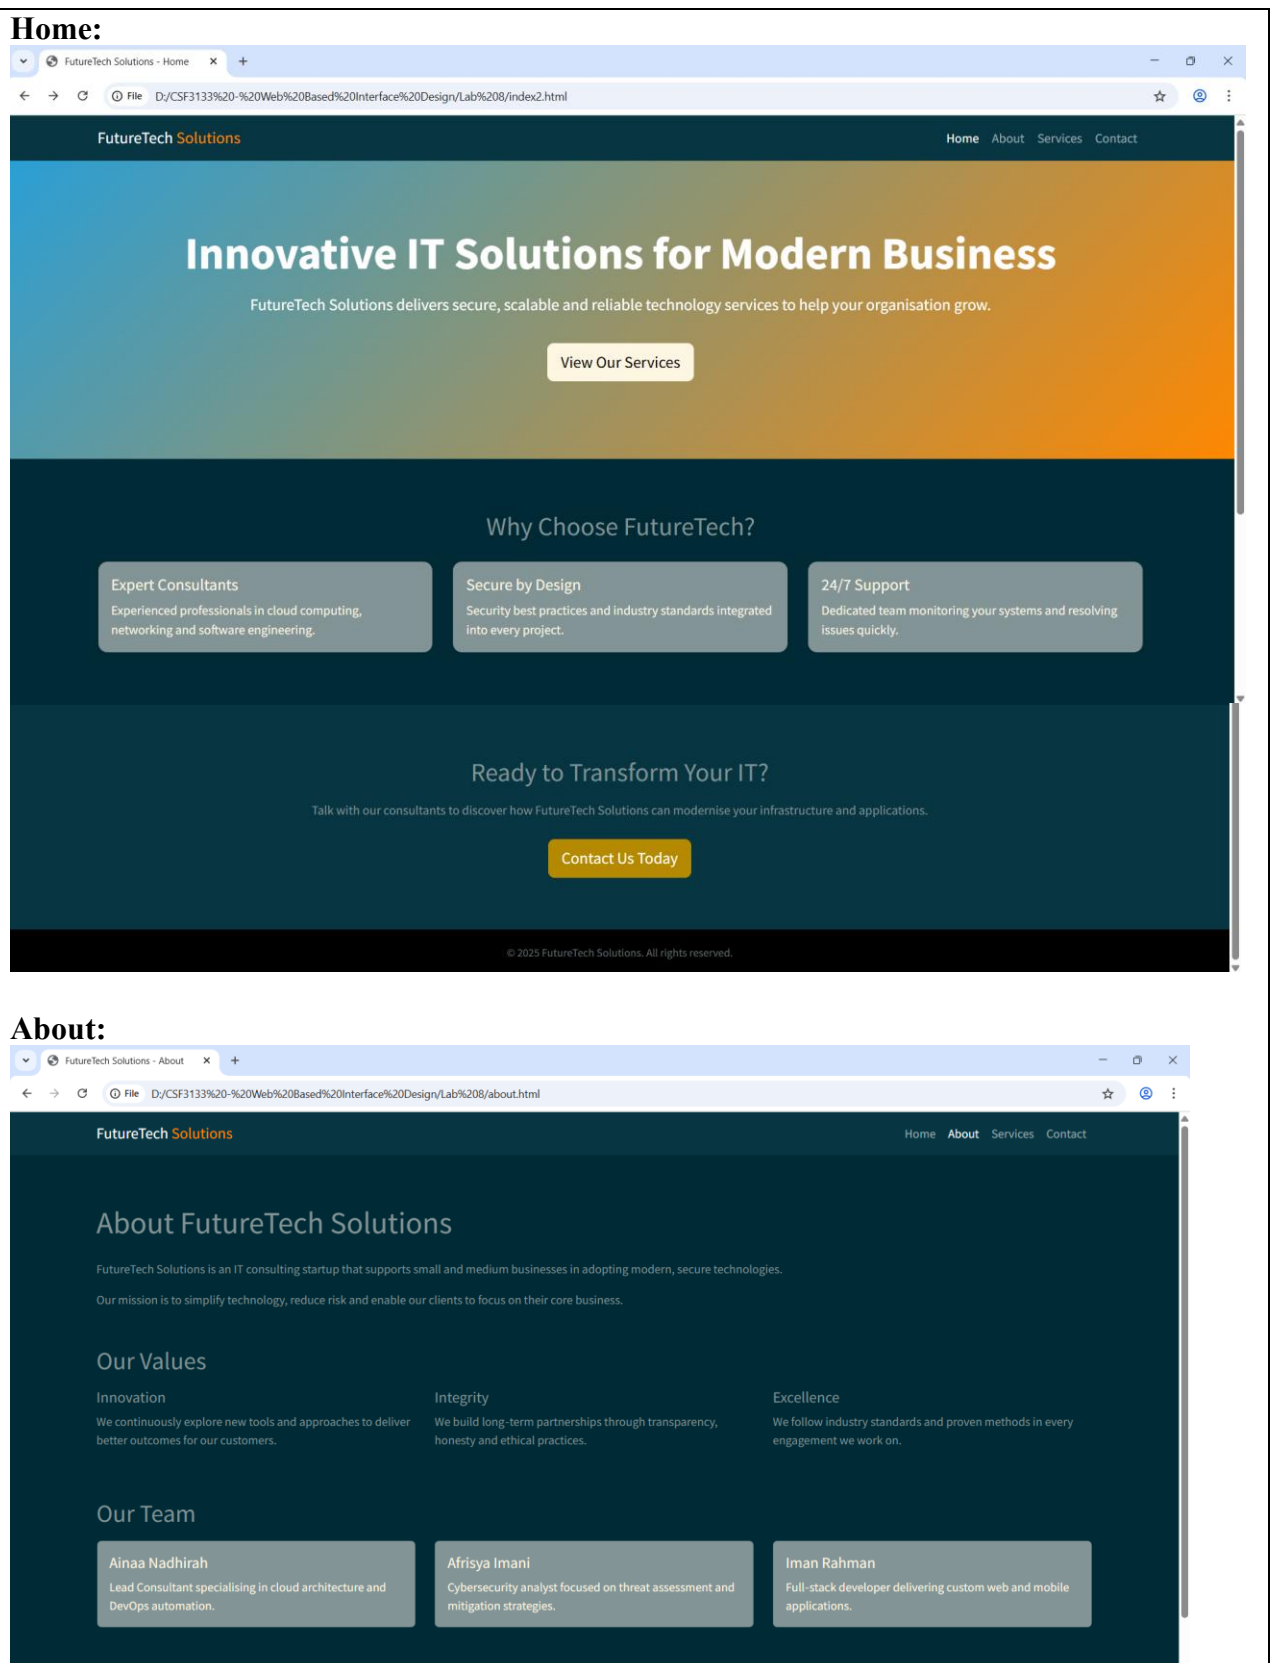 Home:
FutureTech Solutions - Home
File D:/CSF3133%20-%20Web%20Based%20Interface%20Design/Lab%208/index2.html
FutureTech Solutions
Home About Services Contact
Innovative IT Solutions for Modern Business
FutureTech Solutions delivers secure, scalable and reliable technology services to help your organisation grow.
View Our Services
Why Choose FutureTech?
Expert Consultants
Experienced professionals in cloud computing,
networking and software engineering.
Secure by Design
Security best practices and industry standards integrated
into every project.
24/7 Support
Dedicated team monitoring your systems and resolving
issues quickly.
Ready to Transform Your IT?
Talk with our consultants to discover how FutureTech Solutions can modernise your infrastructure and applications.
Contact Us Today
© 2025 FutureTech Solutions. All rights reserved.
About:
FutureTech Solutions - About
File D:/CSF3133%20-%20Web%20Based%20Interface%20Design/Lab%208/about.html
FutureTech Solutions
Home About Services Contact
About FutureTech Solutions
FutureTech Solutions is an IT consulting startup that supports small and medium businesses in adopting modern, secure technologies.
Our mission is to simplify technology, reduce risk and enable our clients to focus on their core business.
Our Values
Innovation
We continuously explore new tools and approaches to deliver
better outcomes for our customers.
Integrity
We build long-term partnerships through transparency,
honesty and ethical practices.
Excellence
We follow industry standards and proven methods in every
engagement we work on.
Our Team
Ainaa Nadhirah
Lead Consultant specialising in cloud architecture and
DevOps automation.
Afrisya Imani
Cybersecurity analyst focused on threat assessment and
mitigation strategies.
Iman Rahman
Full-stack developer delivering custom web and mobile
applications.